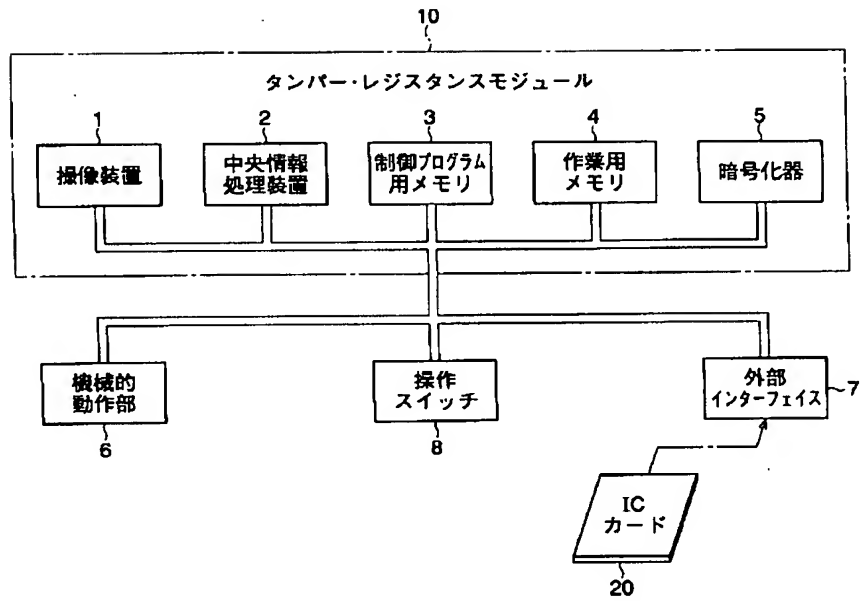 10
タンパー・レジスタンスモジュール
1
2
3
4
5
撮像装置
中央情報
処理装置
制御プログラム
用メモリ
作業用
メモリ
暗号化器
機械的
動作部
操作
スイッチ
外部
インターフェイス
7
6
8
IC
カード
20